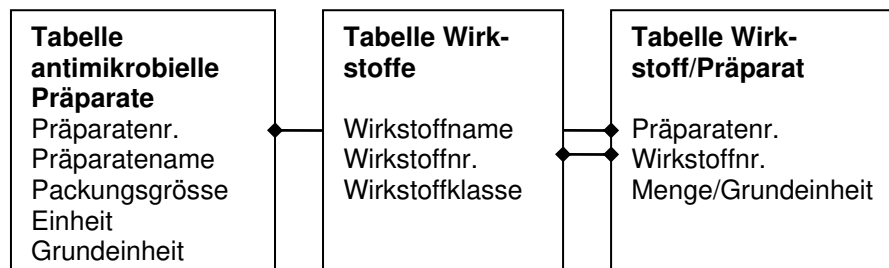 Tabelle
antimikrobielle
Präparate
Präparatenr.
Präparatename
Packungsgrösse
Einheit
Grundeinheit
Tabelle Wirk-
stoffe
Wirkstoffname
Wirkstoffnr.
Wirkstoffklasse
Tabelle Wirk-
stoff/Präparat
Präparatenr.
Wirkstoffnr.
Menge/Grundeinheit